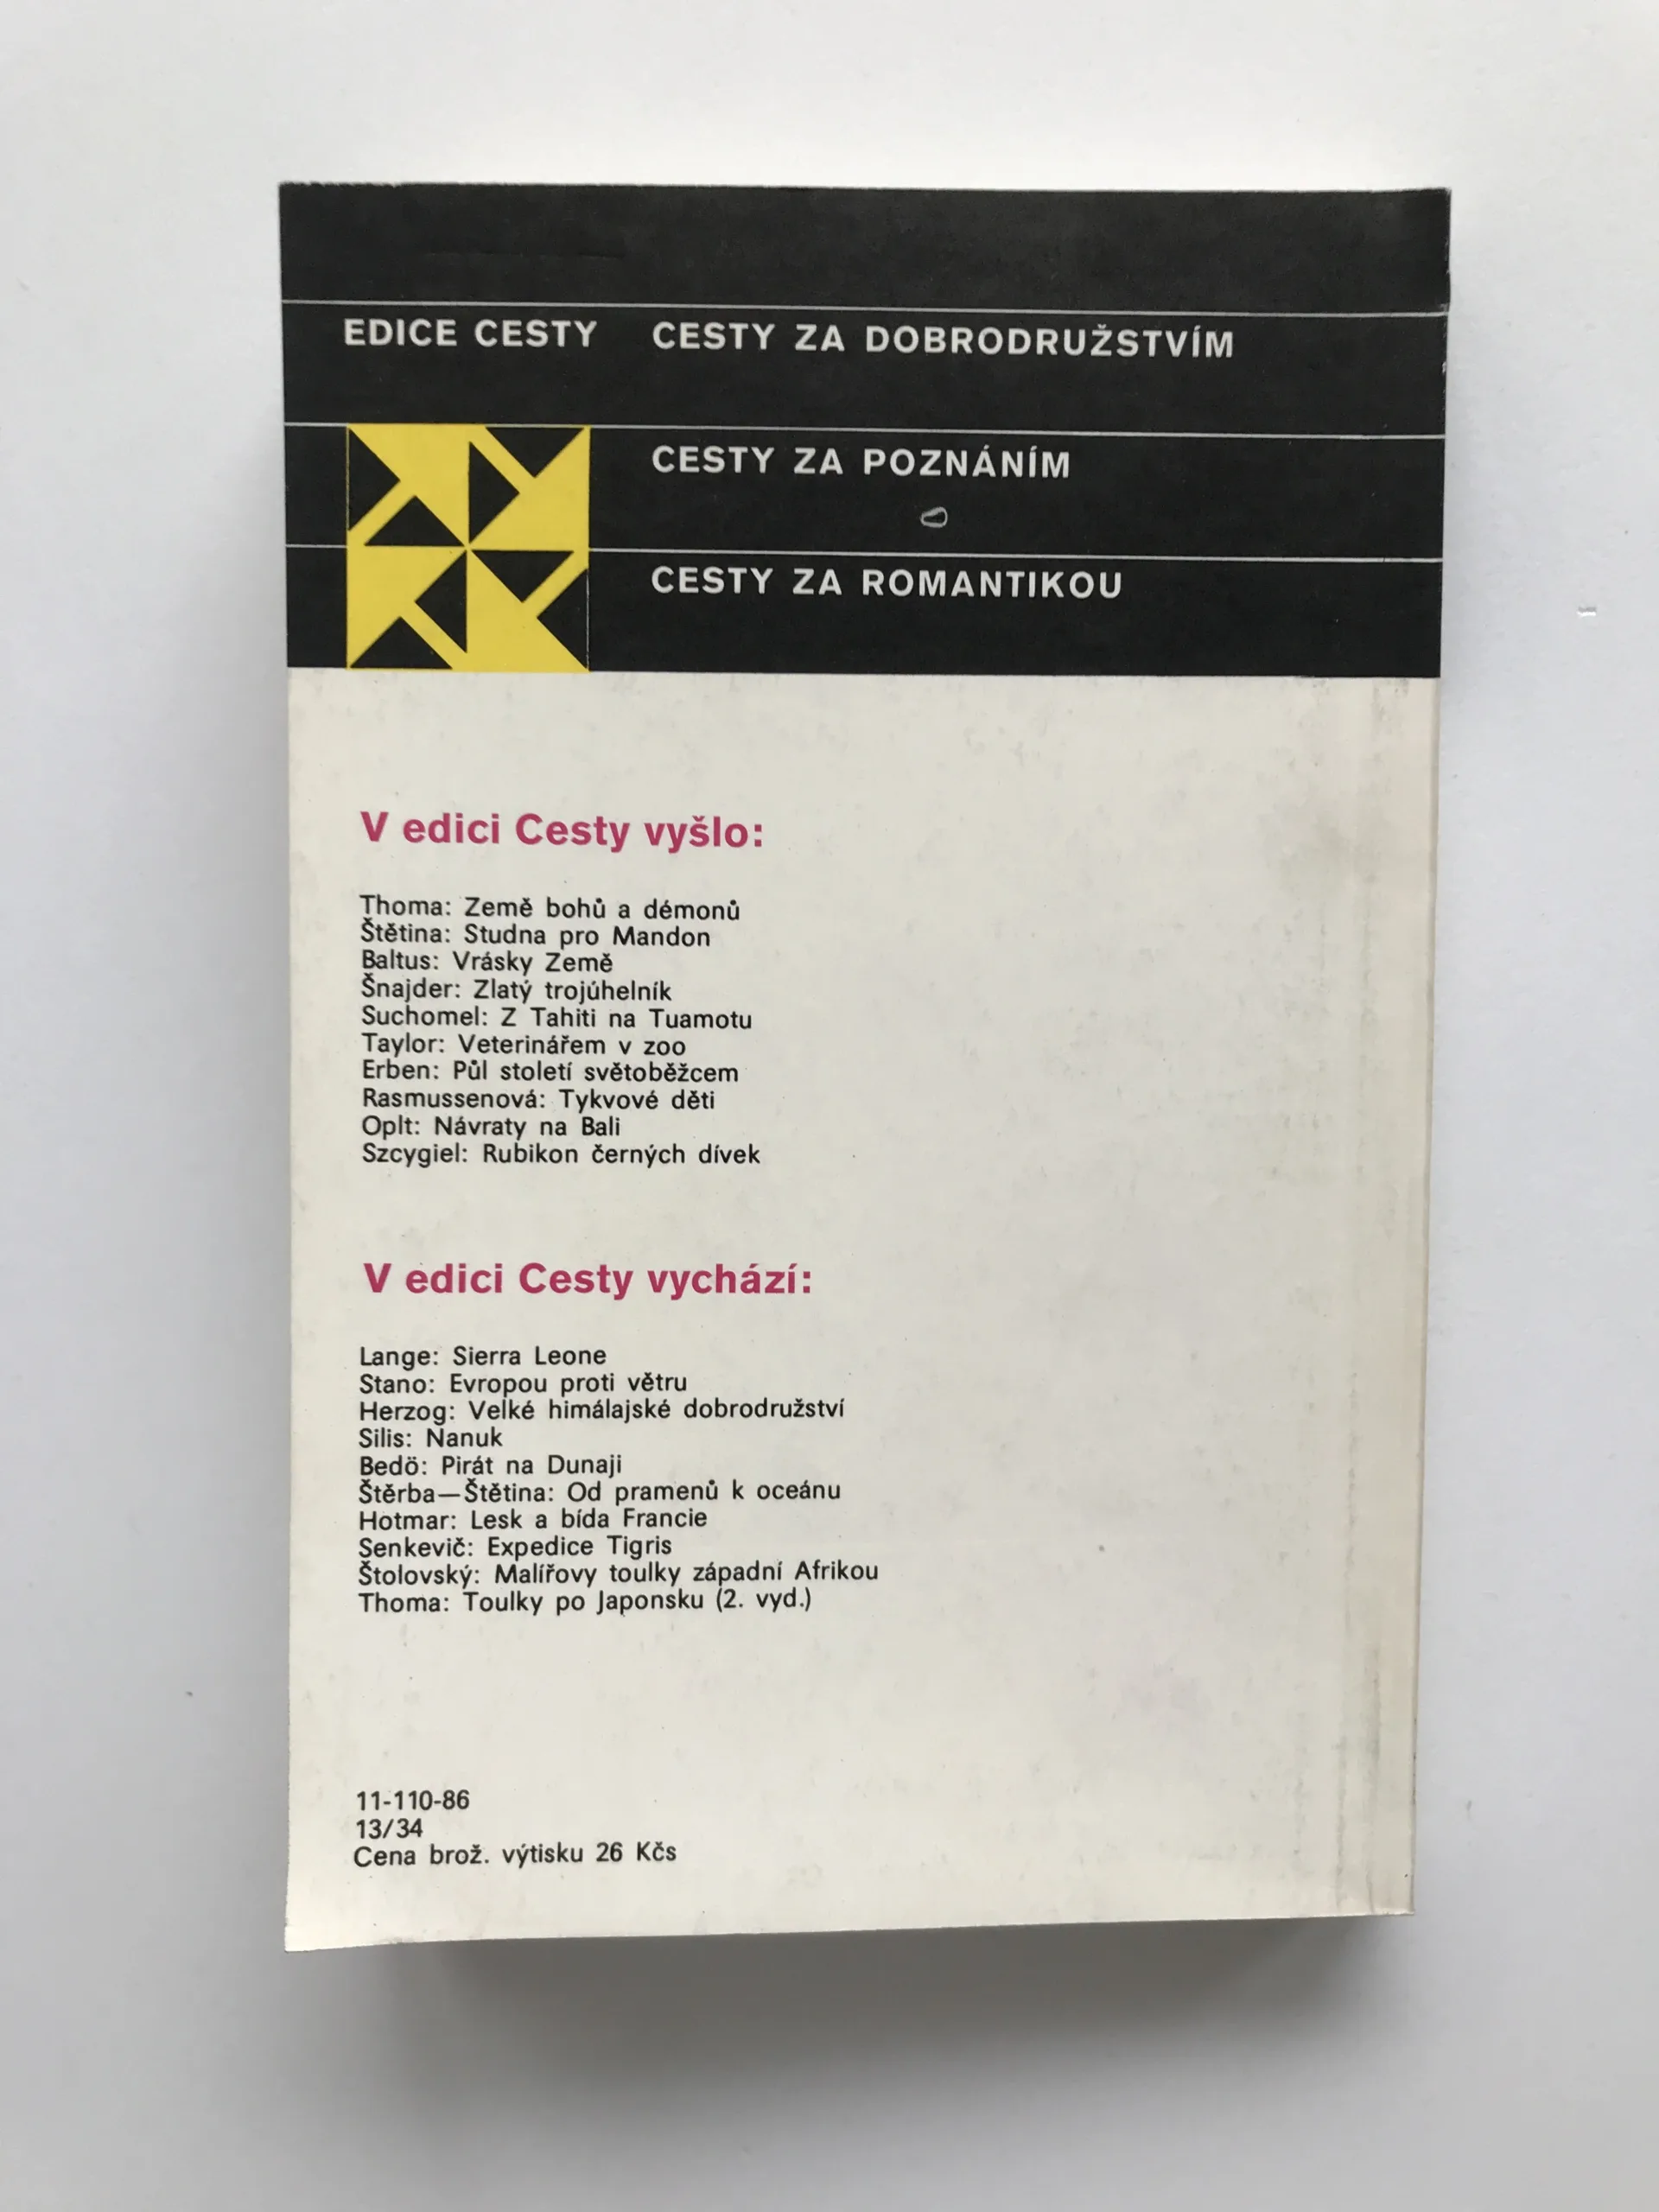 EDICE CESTY CESTY ZA DOBRODRUŽSTVÍM
CESTY ZA POZNÁNÍM
CESTY ZA ROMANTIKOU
V edici Cesty vyšlo:
Thoma: Země bohů a démonů
Štětina: Studna pro Mandon
Baltus: Vrásky Země
Šnajder: Zlatý trojúhelník
Suchomel: Z Tahiti na Tuamotu
Taylor: Veterinářem v zoo
Erben: Půl století světoběžcem
Rasmussenová: Tykvové děti
Oplt: Návraty na Bali
Szcygiel: Rubikon černých dívek
V edici Cesty vychází:
Lange: Sierra Leone
Stano: Evropou proti větru
Herzog: Velké himálajské dobrodružství
Silis: Nanuk
Bedö: Pirát na Dunaji
Štěrba—Štětina: Od pramenů k oceánu
Hotmar: Lesk a bída Francie
Senkevič: Expedice Tigris
Štolovský: Malířovy toulky západní Afrikou
Thoma: Toulky po Japonsku (2. vyd.)
11-110-86
13/34
Cena brož. výtisku 26 Kčs